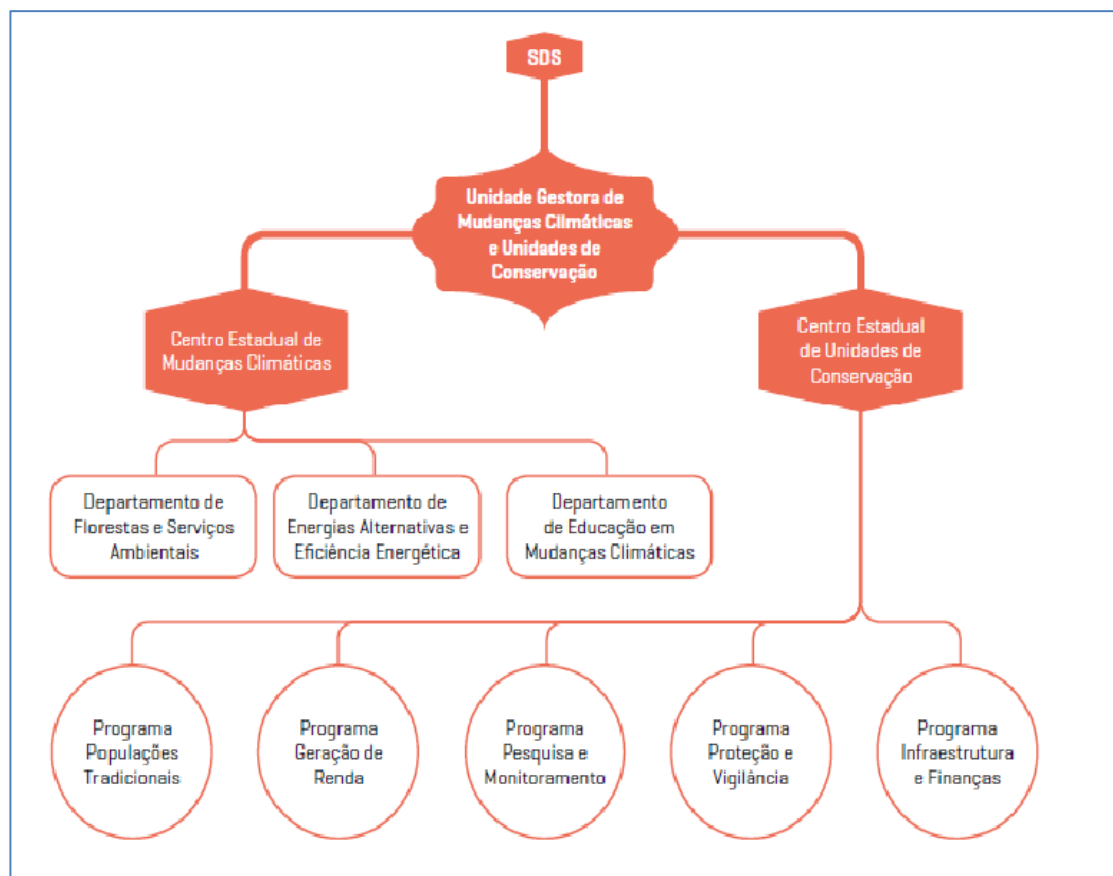 SDS
Unidade Gestora de
Mudanças Climáticas
e Unidades de
Conservação
Centro Estadual de
Mudanças Climáticas
Centro Estadual
de Unidades de
Conservação
Departamento de
Florestas e Serviços
Ambientais
Departamento de
Energias Alternativas e
Eficiência Energética
Departamento
de Educação em
Mudanças Climáticas
Programa
Populações
Tradicionais
Programa
Geração de
Renda
Programa
Pesquisa e
Monitoramento
Programa
Proteção e
Vigilância
Programa
Infraestrutura
e Finanças